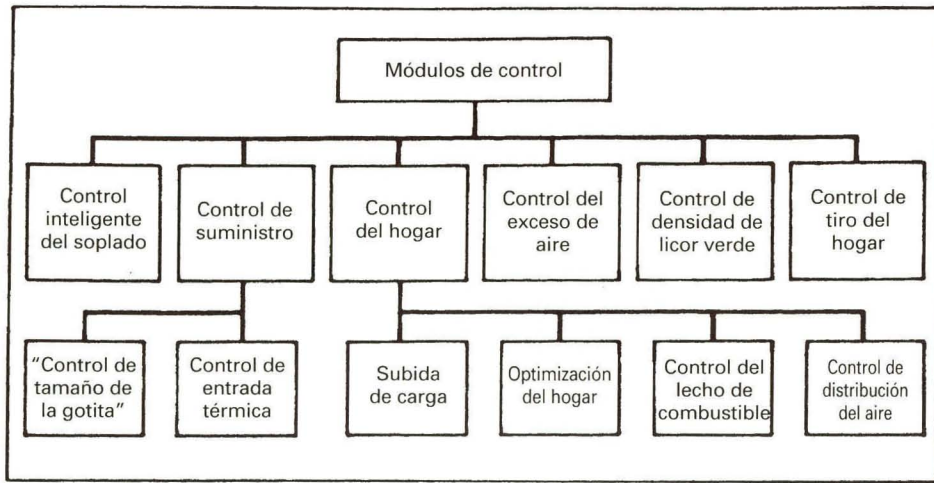 Módulos de control
Control
inteligente
del soplado
Control de
suministro
Control
del hogar
Control del
exceso de
aire
Control de
densidad de
licor verde
Control de
tiro del
hogar
“Control de
tamaño de
la gotita”
Control de
entrada
térmica
Subida
de carga
Optimización
del hogar
Control del
lecho de
combustible
Control de
distribución
del aire